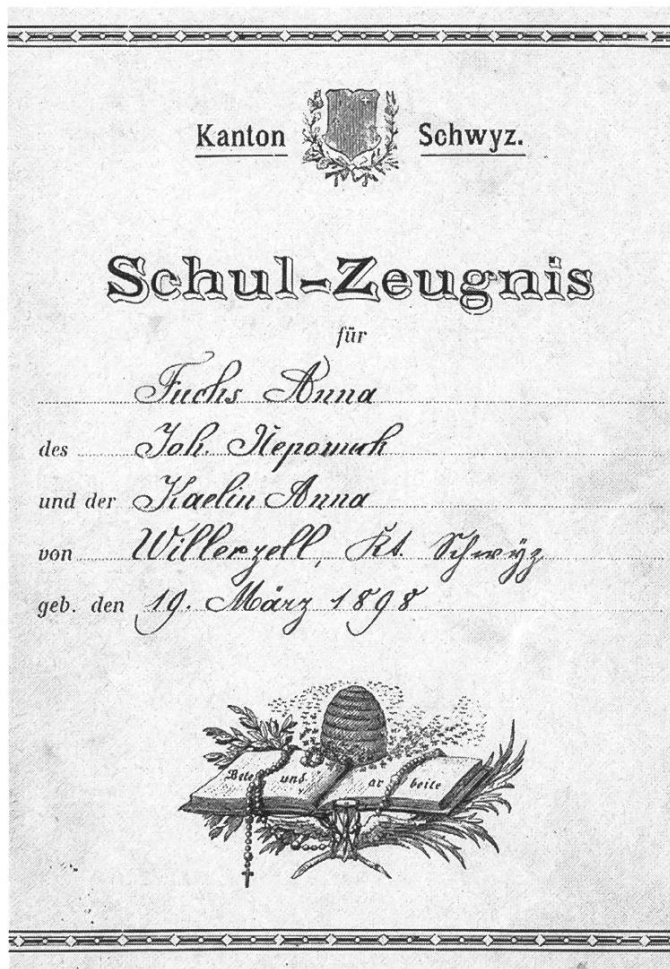 Kanton Schwyz.
Schul-Zeugnis
für
Fuchs Anna
des Joh. Nepomuk
und der Kaelin Anna
von Willerzell, Kt. Schwÿz
geb. den 19. März 1898
Bete und arbeite